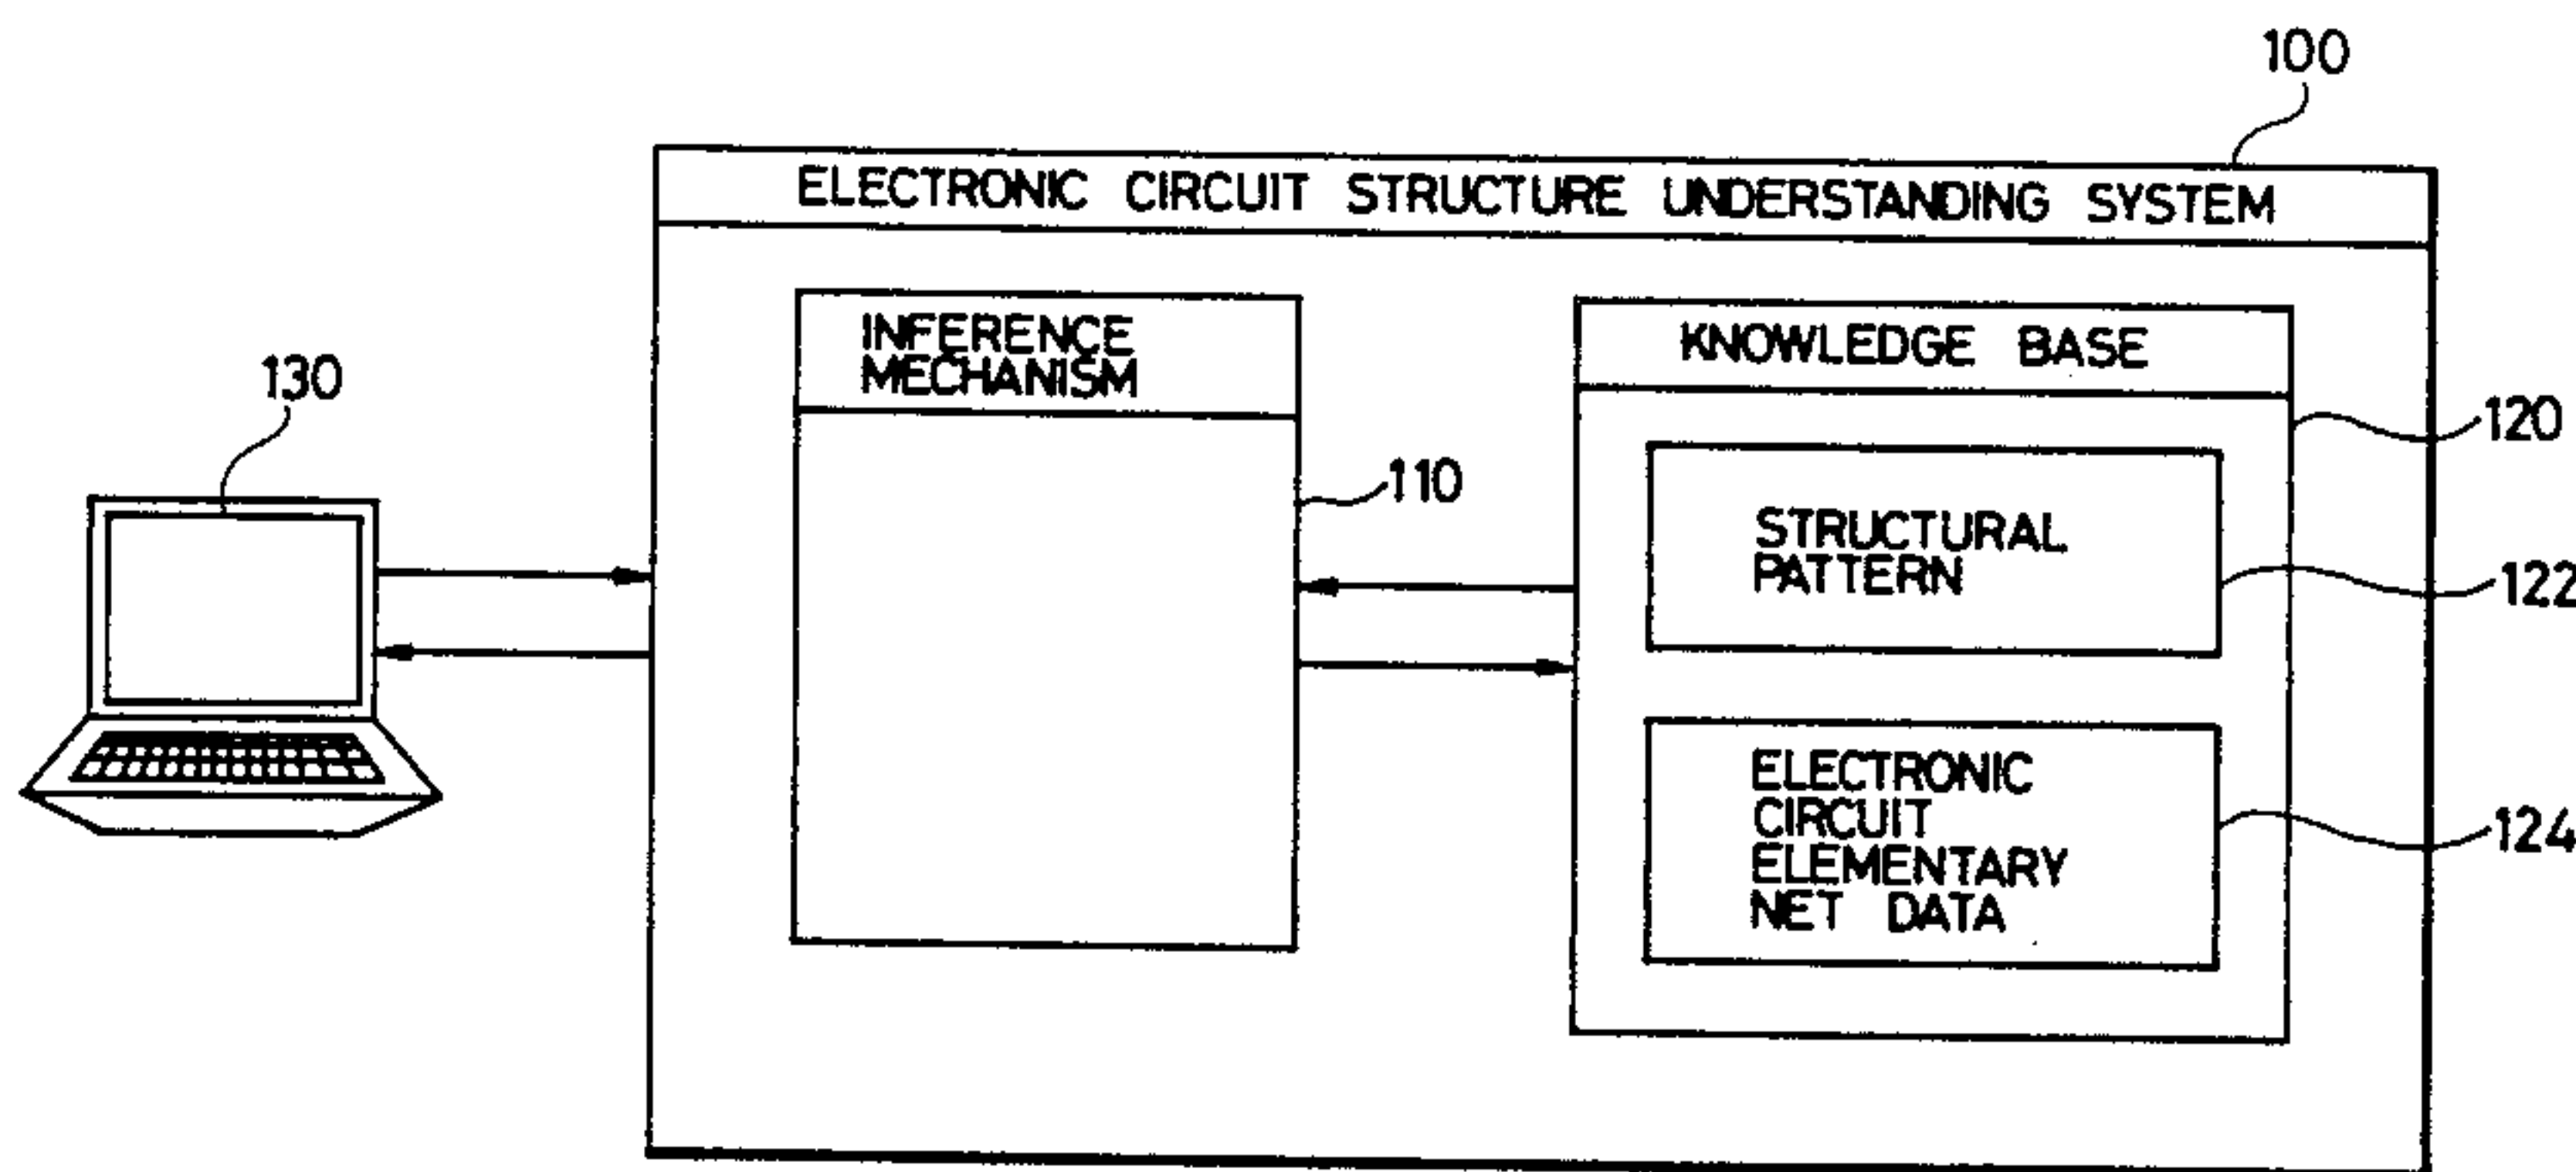 100
ELECTRONIC CIRCUIT STRUCTURE UNDERSTANDING SYSTEM
INFERENCE
MECHANISM
KNOWLEDGE BASE
130
120
110
STRUCTURAL
PATTERN
122
ELECTRONIC
CIRCUIT
ELEMENTARY
NET DATA
124